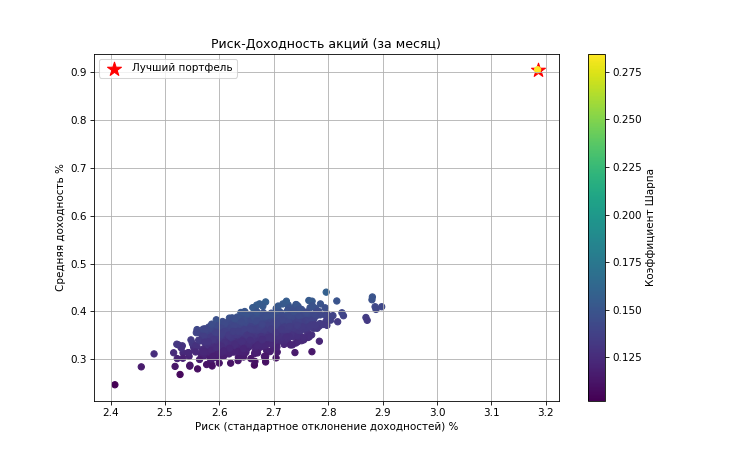 Риск-Доходность акций (за месяц)
Лучший портфель
Средняя доходность %
0.9
0.8
0.7
0.6
0.5
0.4
0.3
2.4 2.5 2.6 2.7 2.8 2.9 3.0 3.1 3.2
Риск (стандартное отклонение доходностей) %
0.275
0.250
0.225
0.200
0.175
0.150
0.125
Коэффициент Шарпа